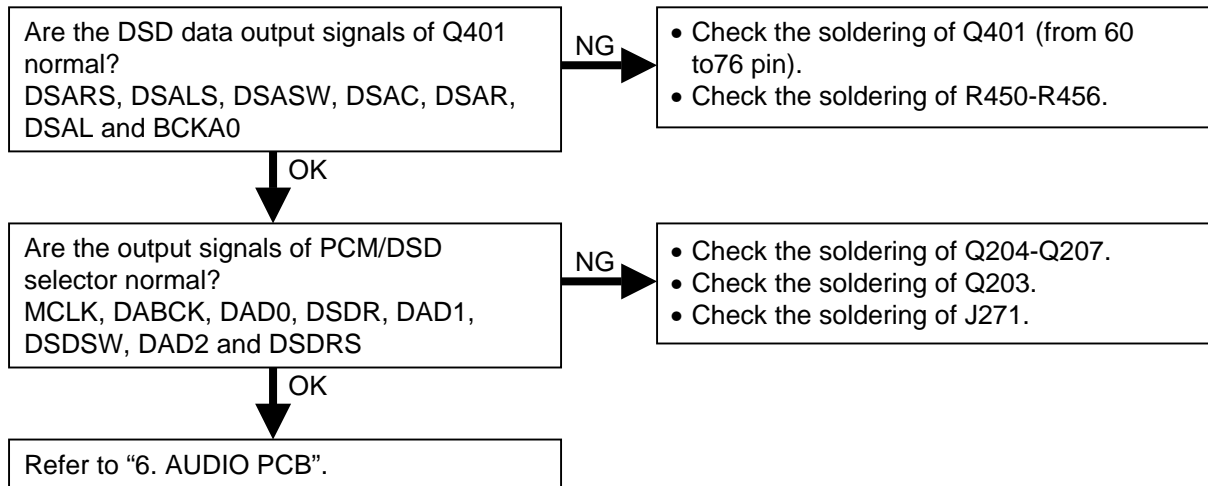 Are the DSD data output signals of Q401
normal?
DSARS, DSALS, DSASW, DSAC, DSAR,
DSAL and BCKA0
NG
• Check the soldering of Q401 (from 60
to76 pin).
• Check the soldering of R450-R456.
OK
Are the output signals of PCM/DSD
selector normal?
MCLK, DABCK, DAD0, DSDR, DAD1,
DSDSW, DAD2 and DSDRS
NG
• Check the soldering of Q204-Q207.
• Check the soldering of Q203.
• Check the soldering of J271.
OK
Refer to “6. AUDIO PCB”.